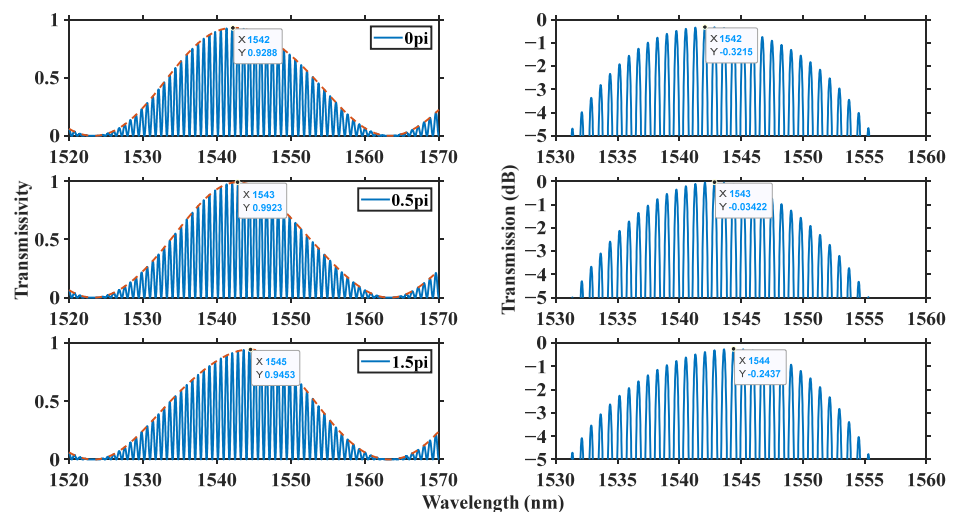 Transmissivity
1
0.5
0
1520 1530 1540 1550 1560 1570
X 1542
Y 0.9288
0pi
1
0.5
0
1520 1530 1540 1550 1560 1570
X 1543
Y 0.9923
0.5pi
1
0.5
0
1520 1530 1540 1550 1560 1570
X 1545
Y 0.9453
1.5pi
Transmission (dB)
0
−1
−2
−3
−4
−5
1530 1535 1540 1545 1550 1555 1560
X 1542
Y -0.3215
0
−1
−2
−3
−4
−5
1530 1535 1540 1545 1550 1555 1560
X 1543
Y -0.03422
0
−1
−2
−3
−4
−5
1530 1535 1540 1545 1550 1555 1560
X 1544
Y -0.2437
Wavelength (nm)